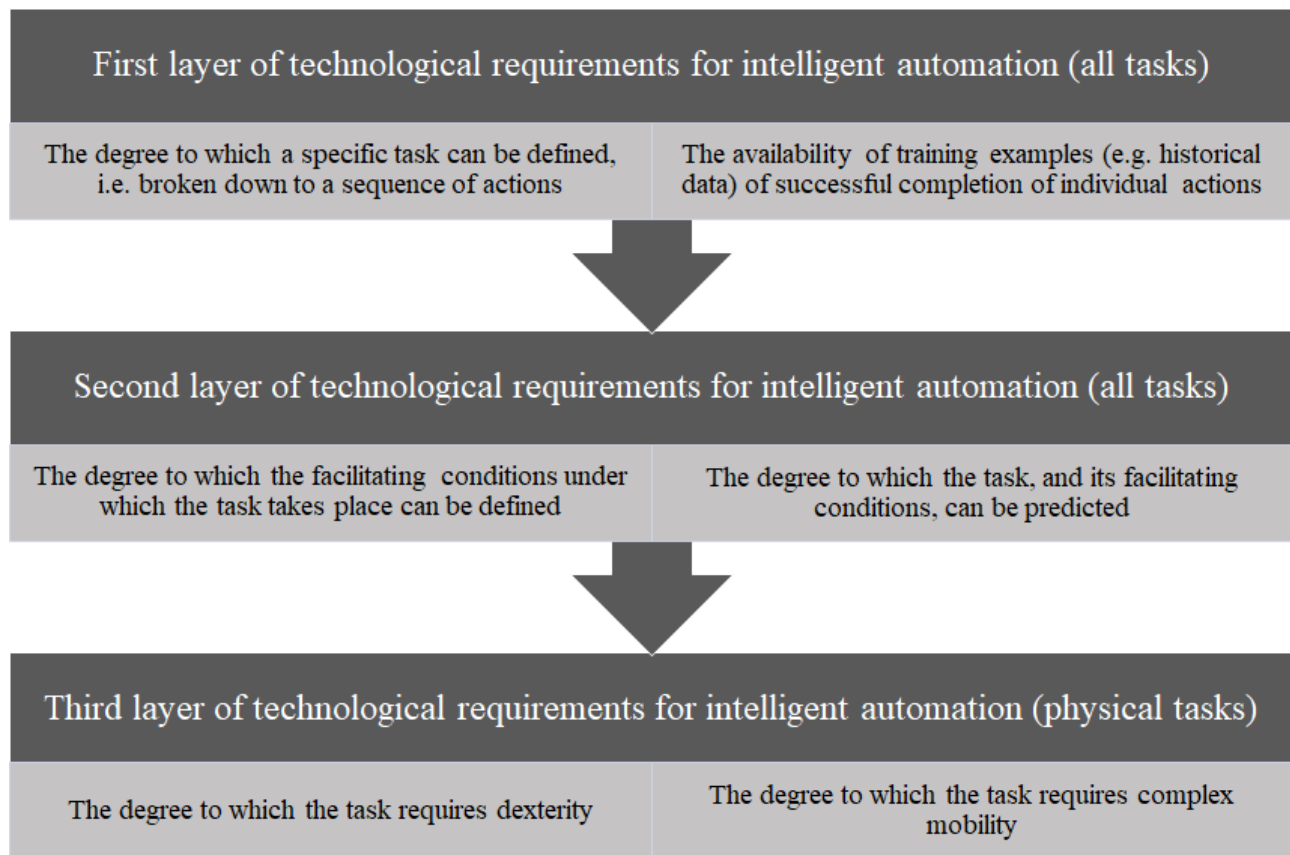 First layer of technological requirements for intelligent automation (all tasks)
The degree to which a specific task can be defined,
i.e. broken down to a sequence of actions
The availability of training examples (e.g. historical
data) of successful completion of individual actions
Second layer of technological requirements for intelligent automation (all tasks)
The degree to which the facilitating conditions under
which the task takes place can be defined
The degree to which the task, and its facilitating
conditions, can be predicted
Third layer of technological requirements for intelligent automation (physical tasks)
The degree to which the task requires dexterity
The degree to which the task requires complex
mobility